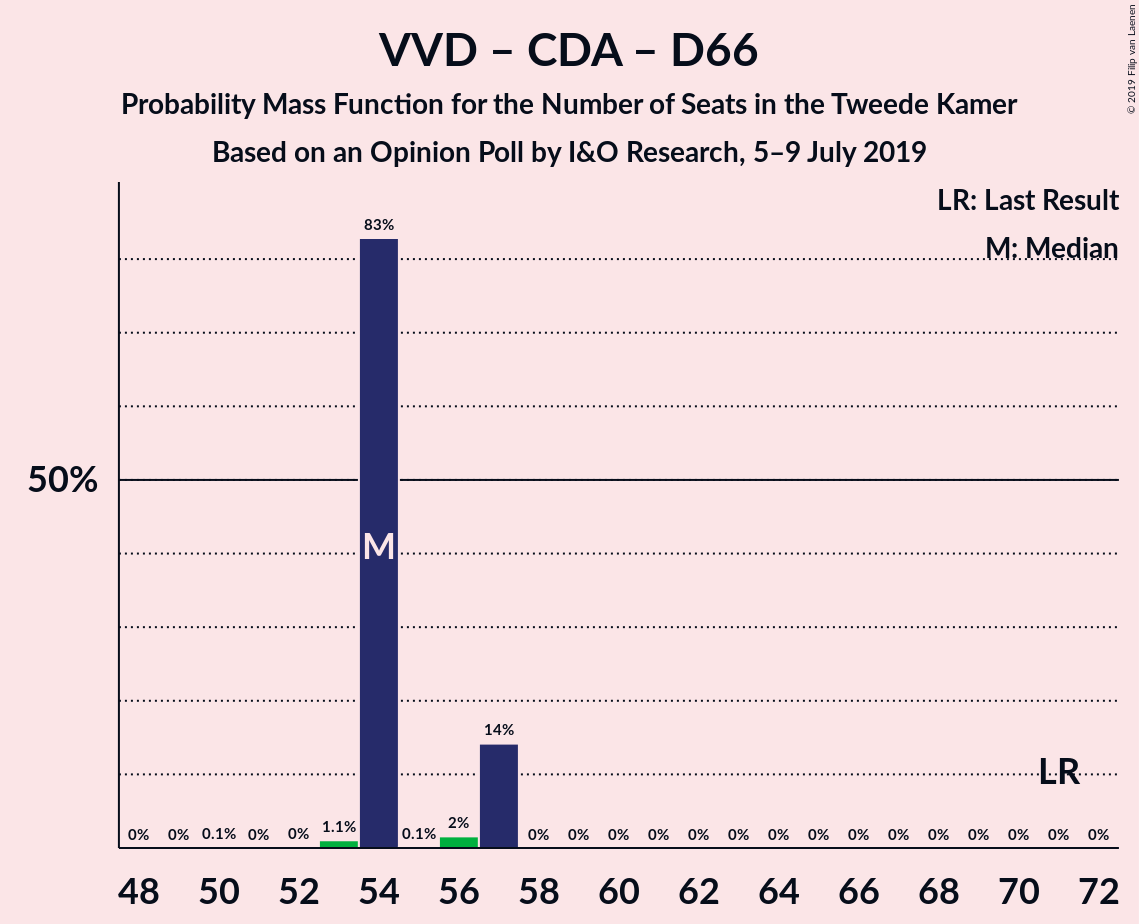 VVD – CDA – D66
Probability Mass Function for the Number of Seats in the Tweede Kamer
Based on an Opinion Poll by I&O Research, 5–9 July 2019
© 2019 Filip van Laenen
LR: Last Result
M: Median
50%
83%
M
14%
LR
0% 0% 0.1% 0% 0% 1.1% 0.1% 2% 0% 0% 0% 0% 0% 0% 0% 0% 0% 0% 0% 0% 0% 0% 0%
48 50 52 54 56 58 60 62 64 66 68 70 72